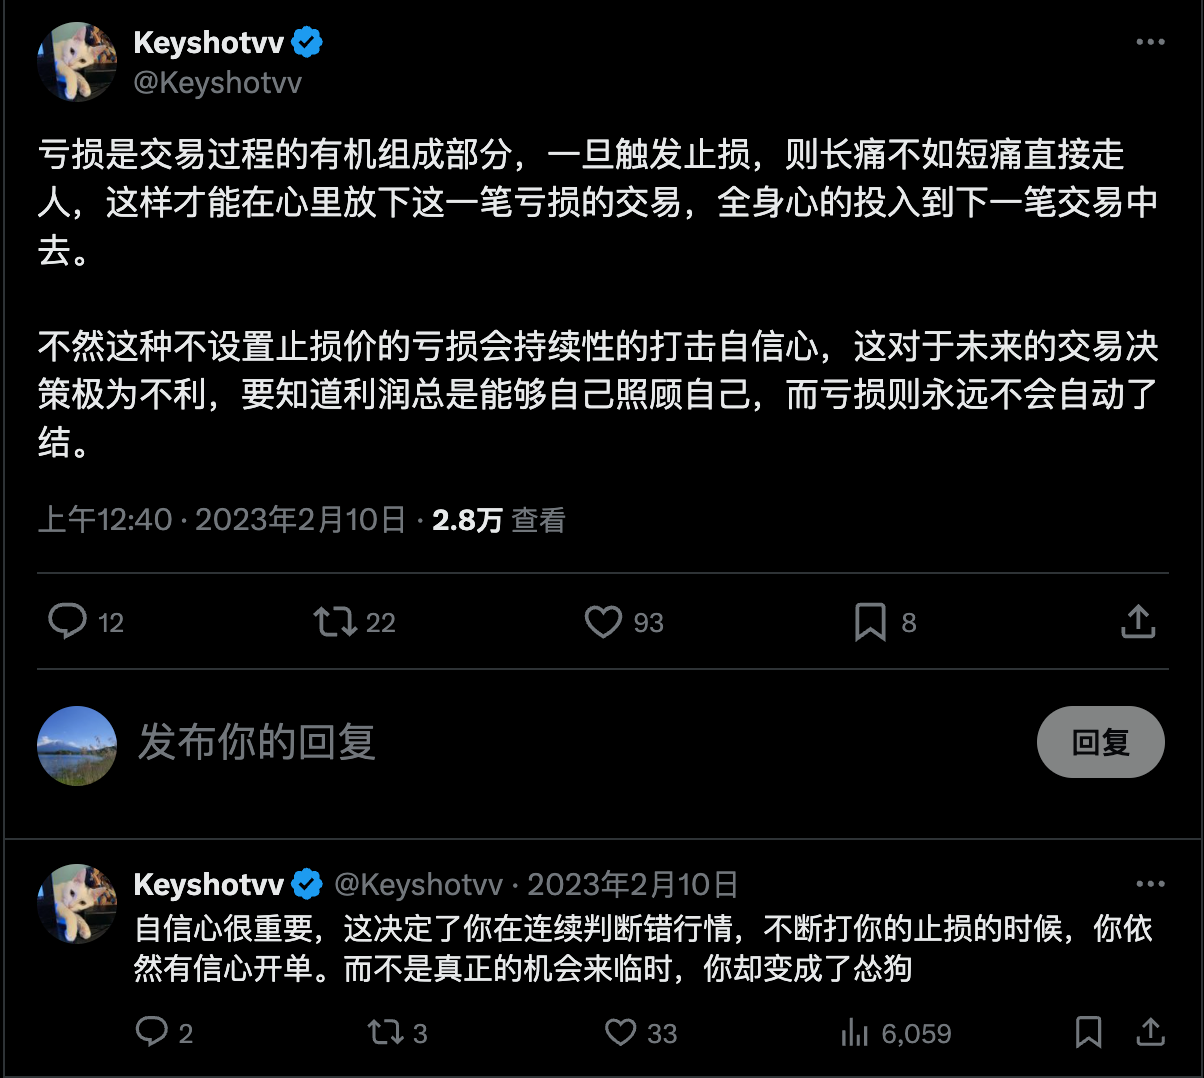 Keyshotvv
@Keyshotvv
亏损是交易过程的有机组成部分，一旦触发止损，则长痛不如短痛直接走
人，这样才能在心里放下这一笔亏损的交易，全身心的投入到下一笔交易中
去。
不然这种不设置止损价的亏损会持续性的打击自信心，这对于未来的交易决
策极为不利，要知道利润总是能够自己照顾自己，而亏损则永远不会自动了
结。
上午12:40 · 2023年2月10日 · 2.8万 查看
12 22 93 8
发布你的回复 回复
Keyshotvv @Keyshotvv · 2023年2月10日
自信心很重要，这决定了你在连续判断错行情，不断打你的止损的时候，你依
然有信心开单。而不是真正的机会来临时，你却变成了怂狗
2 3 33 6,059